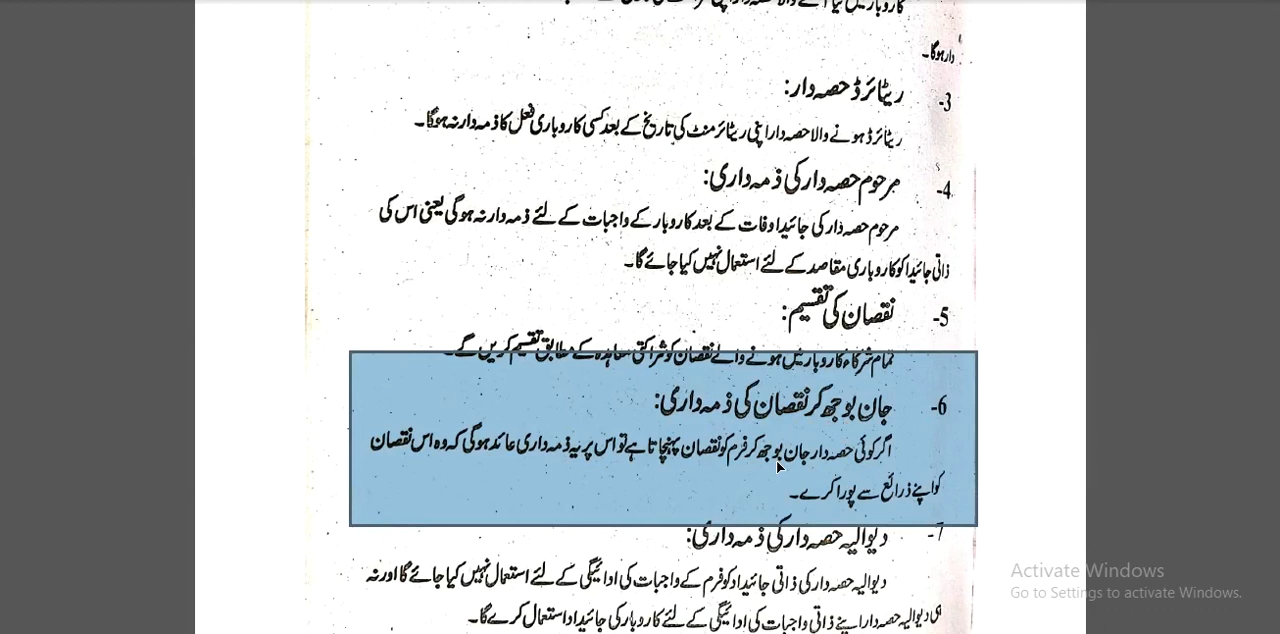 دار ہوگا۔
3- ریٹائرڈ حصہ دار:
ریٹائرڈ ہونے والا حصہ دار اپنی ریٹائرمنٹ کی تاریخ کے بعد کسی کاروباری فعل کا ذمہ دار نہ ہوگا۔
4- مرحوم حصہ دار کی ذمہ داری:
مرحوم حصہ دار کی جائیدا وفات کے بعد کاروبار کے واجبات کے لئے ذمہ دار نہ ہوگی یعنی اس کی
ذاتی جائیدا کو کاروباری مقاصد کے لئے استعمال نہیں کیا جائے گا۔
5- نقصان کی تقسیم:
تمام شرکاء کاروبار میں ہونے والے نقصان کو شراکتی معاہدہ کے مطابق تقسیم کریں گے۔
6- جان بوجھ کر نقصان کی ذمہ داری:
اگر کوئی حصہ دار جان بوجھ کر فرم کو نقصان پہنچاتا ہے تو اس پر یہ ذمہ داری عائد ہوگی کہ وہ اس نقصان
کو اپنے ذرائع سے پورا کرے۔
7- دیوالیہ حصہ دار کی ذمہ داری:
دیوالیہ حصہ دار کی ذاتی جائیداد کو فرم کے واجبات کی ادائیگی کے لئے استعمال نہیں کیا جائے گا اور نہ
ہی دیوالیہ حصہ دار اپنے ذاتی واجبات کی ادائیگی کے لئے کاروبار کی جائیداد استعمال کرے گا۔
Activate Windows
Go to Settings to activate Windows.